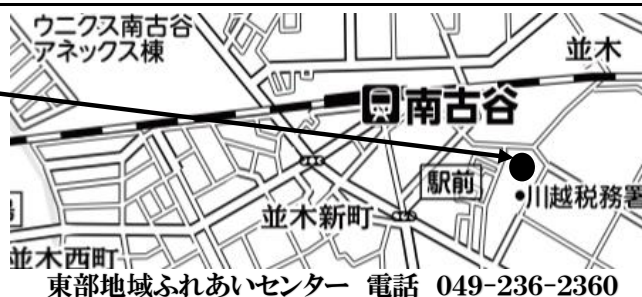 ウニクス南古谷
アネックス棟
並木
南古谷
駅前
•川越税務署
並木新町
並木西町
東部地域ふれあいセンター 電話 049-236-2360